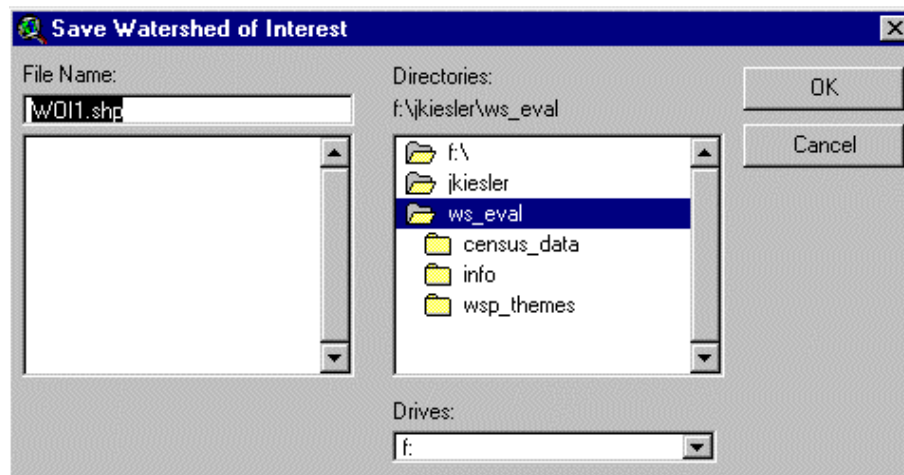 Save Watershed of Interest
File Name:
WOI1.shp
Directories:
f:\jkiesler\ws_eval
f:\
jkiesler
ws_eval
census_data
info
wsp_themes
Drives:
f:
OK
Cancel